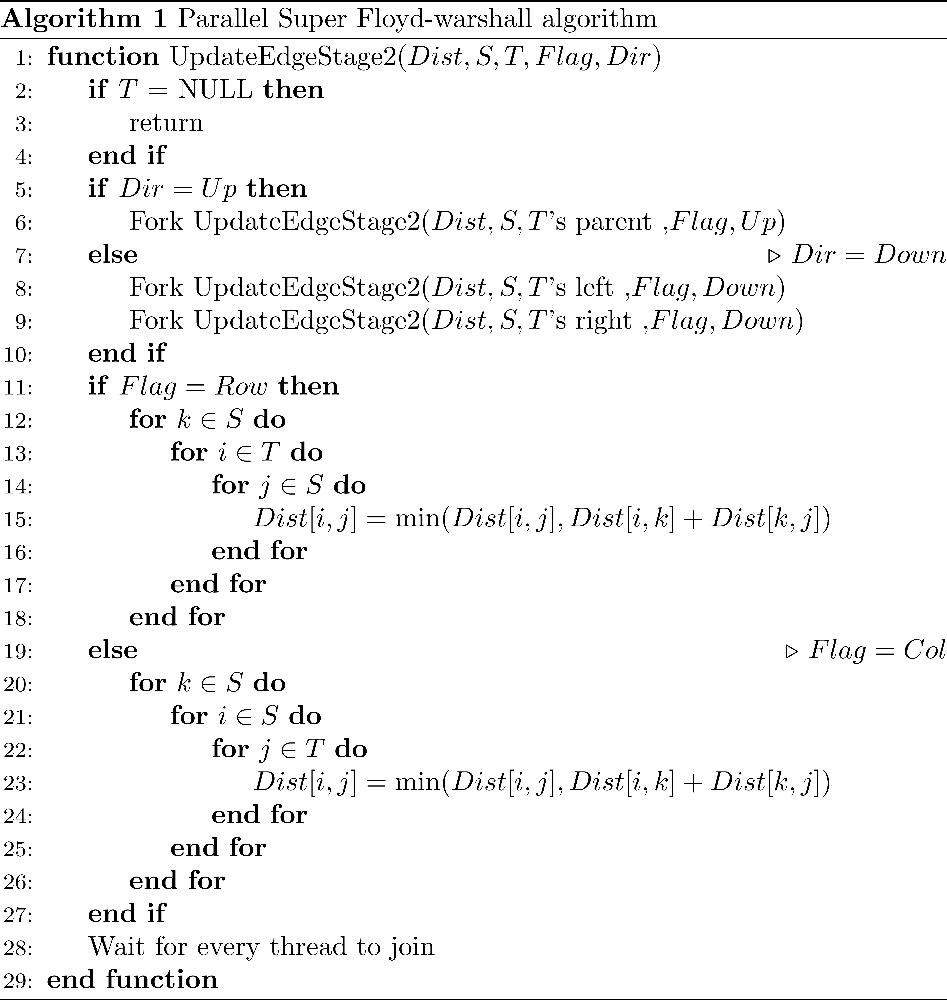 Algorithm 1 Parallel Super Floyd-warshall algorithm
1: function UpdateEdgeStage2(Dist, S, T, Flag, Dir)
2: if T = NULL then
3: return
4: end if
5: if Dir = Up then
6: Fork UpdateEdgeStage2(Dist, S, T's parent ,Flag, Up)
7: else ▷ Dir = Down
8: Fork UpdateEdgeStage2(Dist, S, T's left ,Flag, Down)
9: Fork UpdateEdgeStage2(Dist, S, T's right ,Flag, Down)
10: end if
11: if Flag = Row then
12: for k ∈ S do
13: for i ∈ T do
14: for j ∈ S do
15: Dist[i, j] = min(Dist[i, j], Dist[i, k] + Dist[k, j])
16: end for
17: end for
18: end for
19: else ▷ Flag = Col
20: for k ∈ S do
21: for i ∈ S do
22: for j ∈ T do
23: Dist[i, j] = min(Dist[i, j], Dist[i, k] + Dist[k, j])
24: end for
25: end for
26: end for
27: end if
28: Wait for every thread to join
29: end function